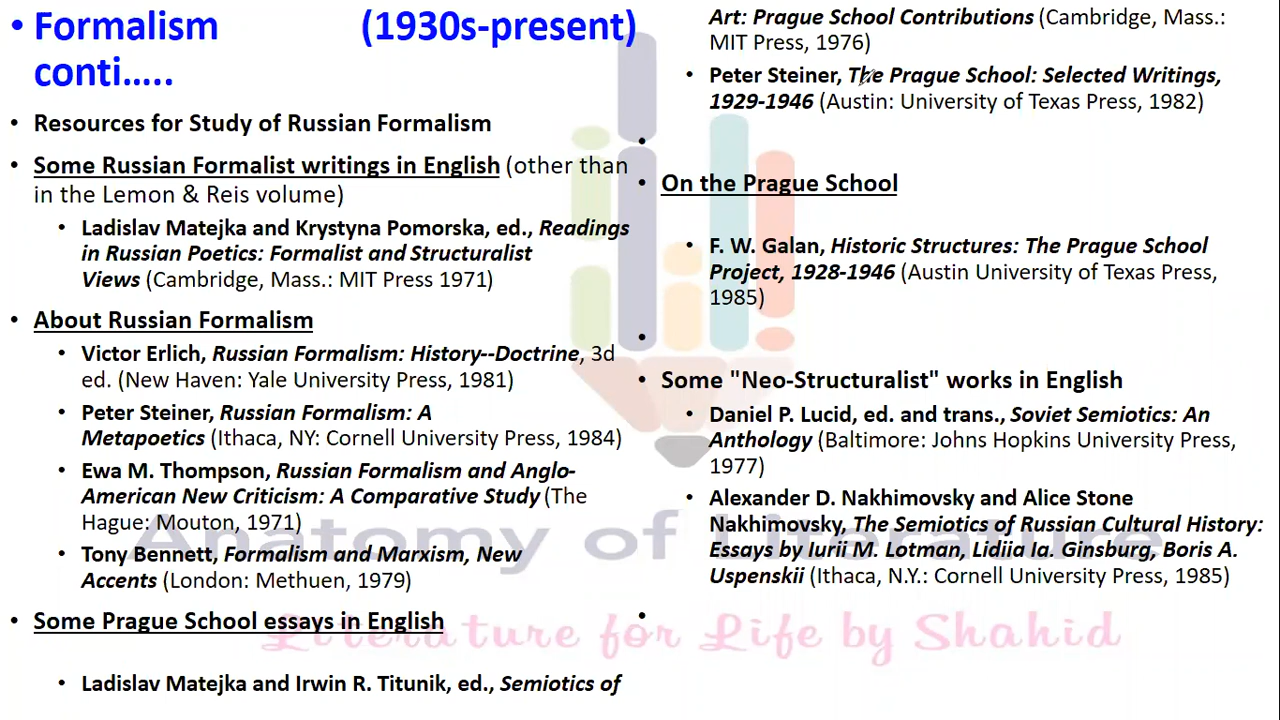 • Formalism (1930s-present)
conti…..
• Resources for Study of Russian Formalism
• Some Russian Formalist writings in English (other than
in the Lemon & Reis volume)
• Ladislav Matejka and Krystyna Pomorska, ed., Readings
in Russian Poetics: Formalist and Structuralist
Views (Cambridge, Mass.: MIT Press 1971)
• About Russian Formalism
• Victor Erlich, Russian Formalism: History--Doctrine, 3d
ed. (New Haven: Yale University Press, 1981)
• Peter Steiner, Russian Formalism: A
Metapoetics (Ithaca, NY: Cornell University Press, 1984)
• Ewa M. Thompson, Russian Formalism and Anglo-
American New Criticism: A Comparative Study (The
Hague: Mouton, 1971)
• Tony Bennett, Formalism and Marxism, New
Accents (London: Methuen, 1979)
• Some Prague School essays in English
• Ladislav Matejka and Irwin R. Titunik, ed., Semiotics of
Art: Prague School Contributions (Cambridge, Mass.:
MIT Press, 1976)
• Peter Steiner, The Prague School: Selected Writings,
1929-1946 (Austin: University of Texas Press, 1982)
•
• On the Prague School
• F. W. Galan, Historic Structures: The Prague School
Project, 1928-1946 (Austin University of Texas Press,
1985)
•
• Some "Neo-Structuralist" works in English
• Daniel P. Lucid, ed. and trans., Soviet Semiotics: An
Anthology (Baltimore: Johns Hopkins University Press,
1977)
• Alexander D. Nakhimovsky and Alice Stone
Nakhimovsky, The Semiotics of Russian Cultural History:
Essays by Iurii M. Lotman, Lidiia Ia. Ginsburg, Boris A.
Uspenskii (Ithaca, N.Y.: Cornell University Press, 1985)
•
Anatomy of Literature
Literature for Life by Shahid